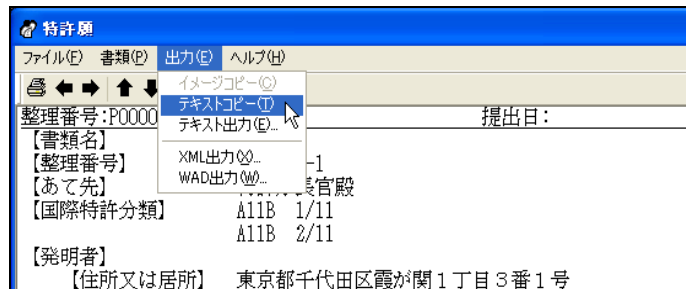 特許願
ファイル(F) 書類(P) 出力(E) ヘルプ(H)
イメージコピー(C)
テキストコピー(T)
テキスト出力(E)...
XML出力(X)...
WAD出力(W)...
整理番号:P0000 提出日:
【書類名】
【整理番号】 -1
【あて先】 長官殿
【国際特許分類】 A11B 1/11
A11B 2/11
【発明者】
【住所又は居所】 東京都千代田区霞が関1丁目3番1号